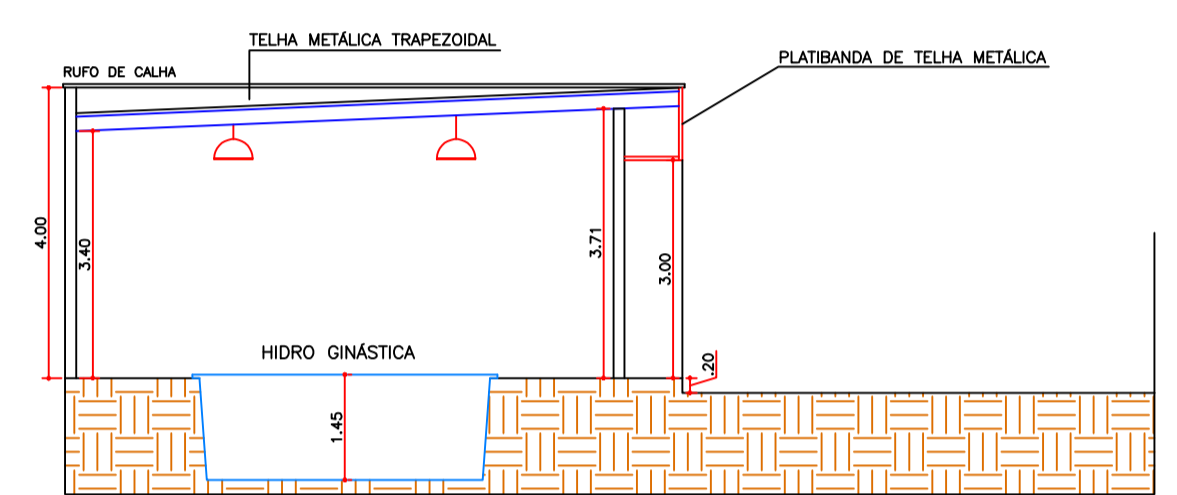 TELHA METÁLICA TRAPEZOIDAL
PLATIBANDA DE TELHA METÁLICA
RUFO DE CALHA
4.00
3.40
3.71
3.00
HIDRO GINÁSTICA
.20
1.45